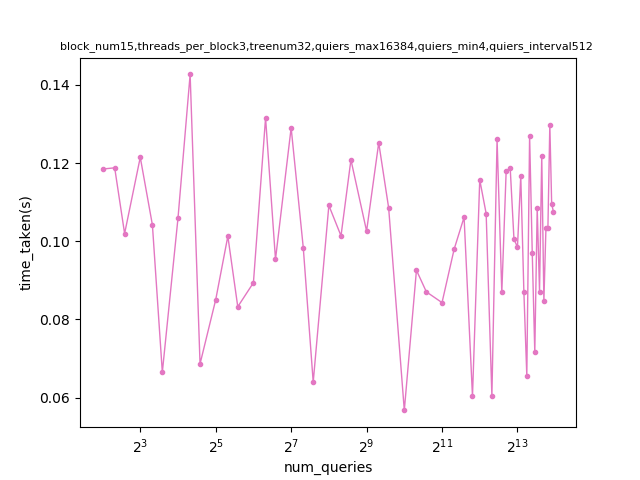 block_num15,threads_per_block3,treenum32,quiers_max16384,quiers_min4,quiers_interval512
0.14
0.12
0.10
0.08
0.06
time_taken(s)
2^3 2^5 2^7 2^9 2^11 2^13
num_queries